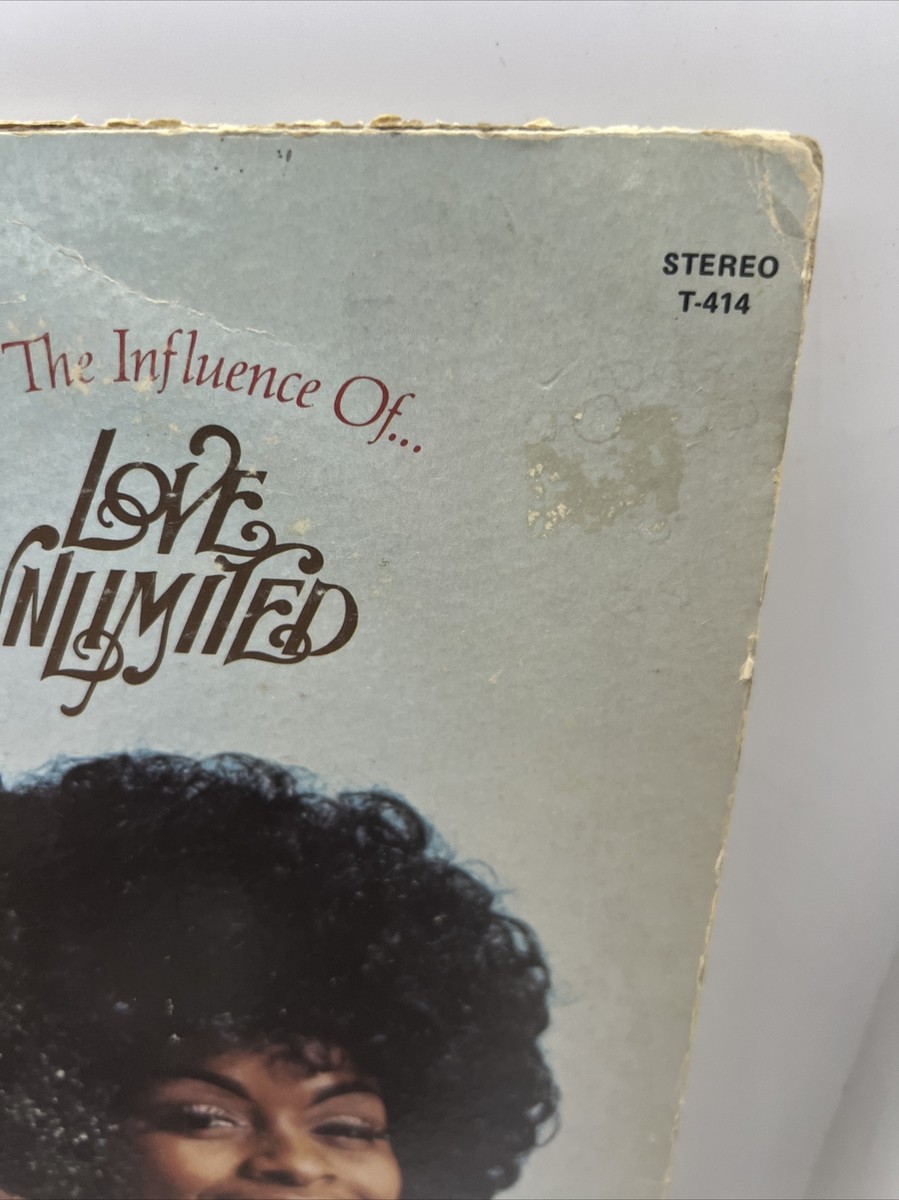 STEREO
T-414
The Influence Of...
LOVE
UNLIMITED